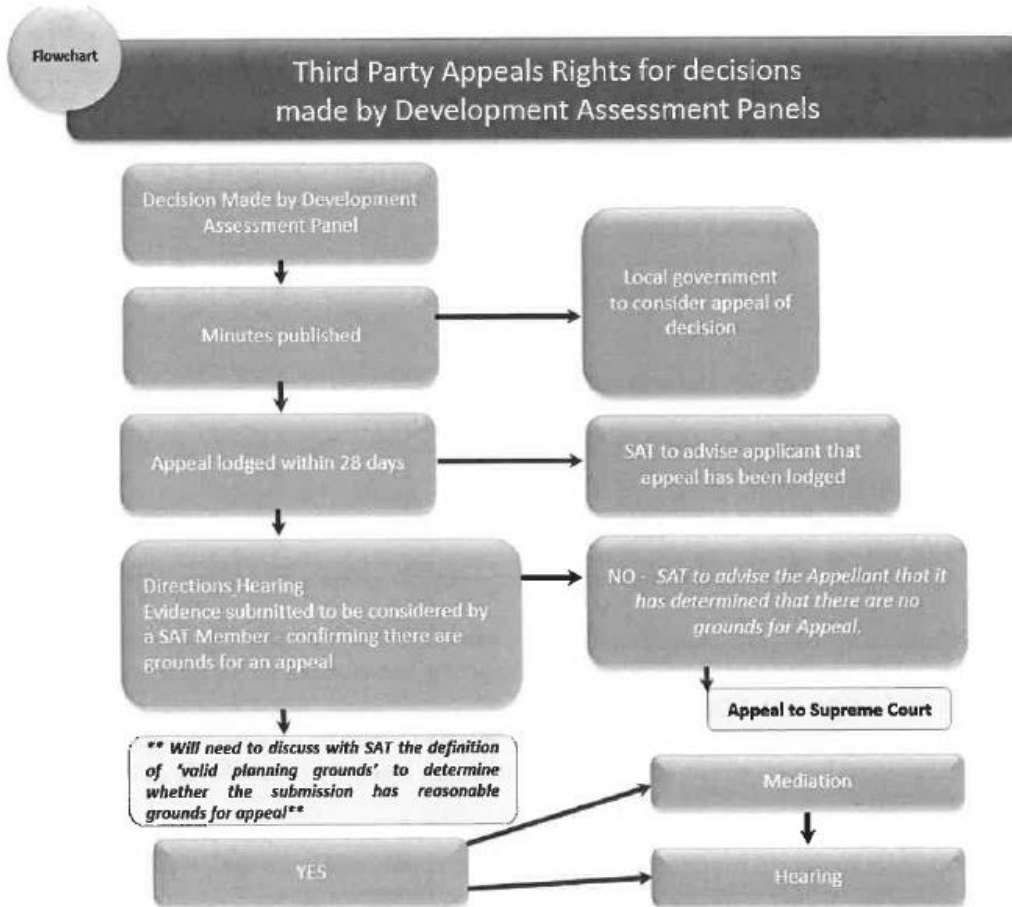 Flowchart
Third Party Appeals Rights for decisions
made by Development Assessment Panels
Decision Made by Development
Assessment Panel
Local government
to consider appeal of
decision
Minutes published
Appeal lodged within 28 days
SAT to advise applicant that
appeal has been lodged
Directions Hearing
Evidence submitted to be considered by
a SAT Member - confirming there are
grounds for an appeal
NO - SAT to advise the Appellant that it
has determined that there are no
grounds for Appeal.
Appeal to Supreme Court
** Will need to discuss with SAT the definition
of 'valid planning grounds' to determine
whether the submission has reasonable
grounds for appeal**
Mediation
YES
Hearing